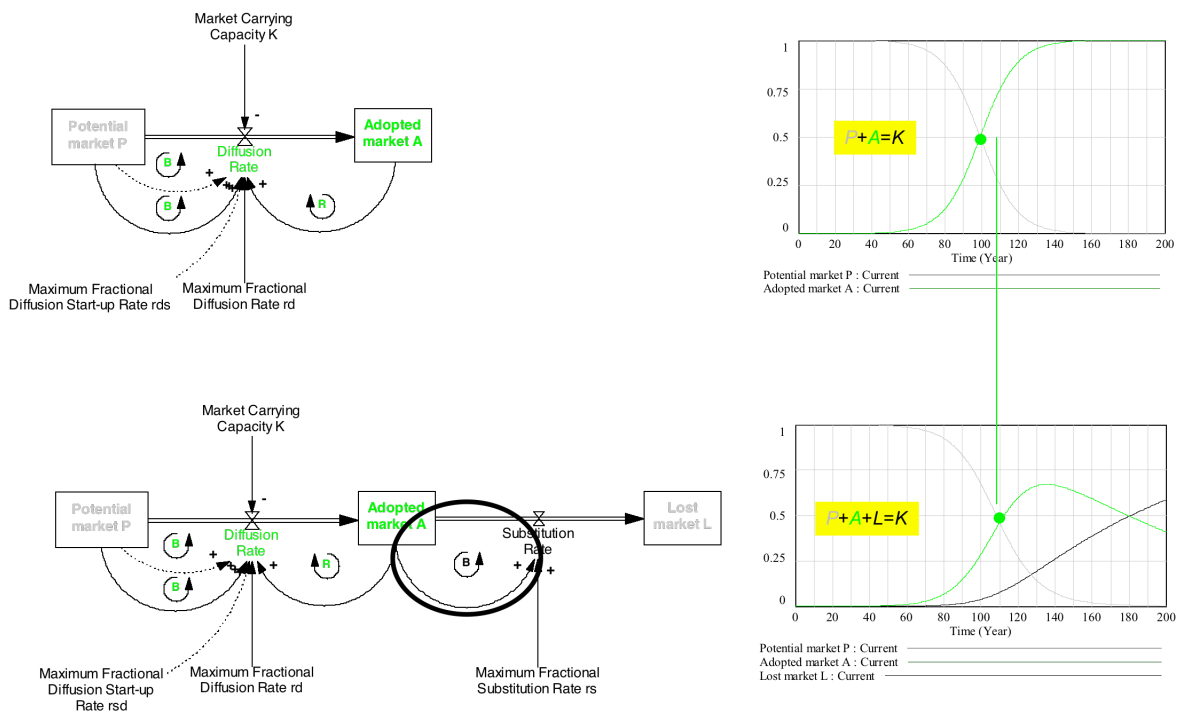 Market Carrying
Capacity K
-
Potential
market P
Adopted
market A
Diffusion
Rate
B
+
+
+
B
R
Maximum Fractional
Diffusion Start-up Rate rds
Maximum Fractional
Diffusion Rate rd
1
0.75
0.5
0.25
0
P+A=K
0 20 40 60 80 100 120 140 160 180 200
Time (Year)
Potential market P : Current
Adopted market A : Current
Market Carrying
Capacity K
-
Potential
market P
Adopted
market A
Lost
market L
Diffusion
Rate
Substitution
Rate
B
+
+
B
R
B
+
+
Maximum Fractional
Diffusion Start-up
Rate rsd
Maximum Fractional
Diffusion Rate rd
Maximum Fractional
Substitution Rate rs
1
0.75
0.5
0.25
0
P+A+L=K
0 20 40 60 80 100 120 140 160 180 200
Time (Year)
Potential market P : Current
Adopted market A : Current
Lost market L : Current